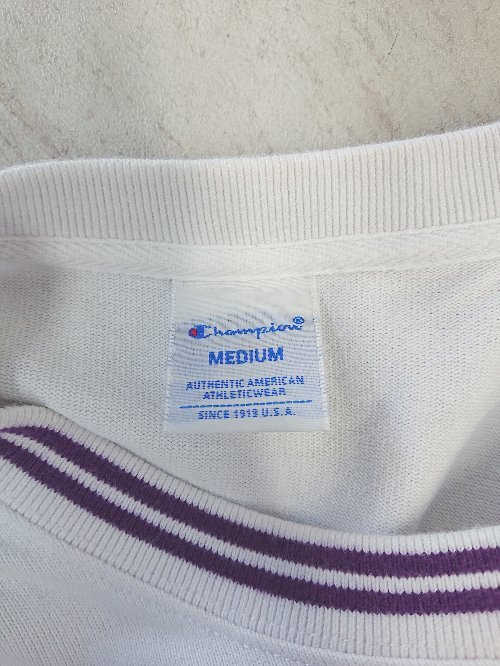 Champion®
MEDIUM
AUTHENTIC AMERICAN
ATHLETICWEAR
SINCE 1919 U.S.A.